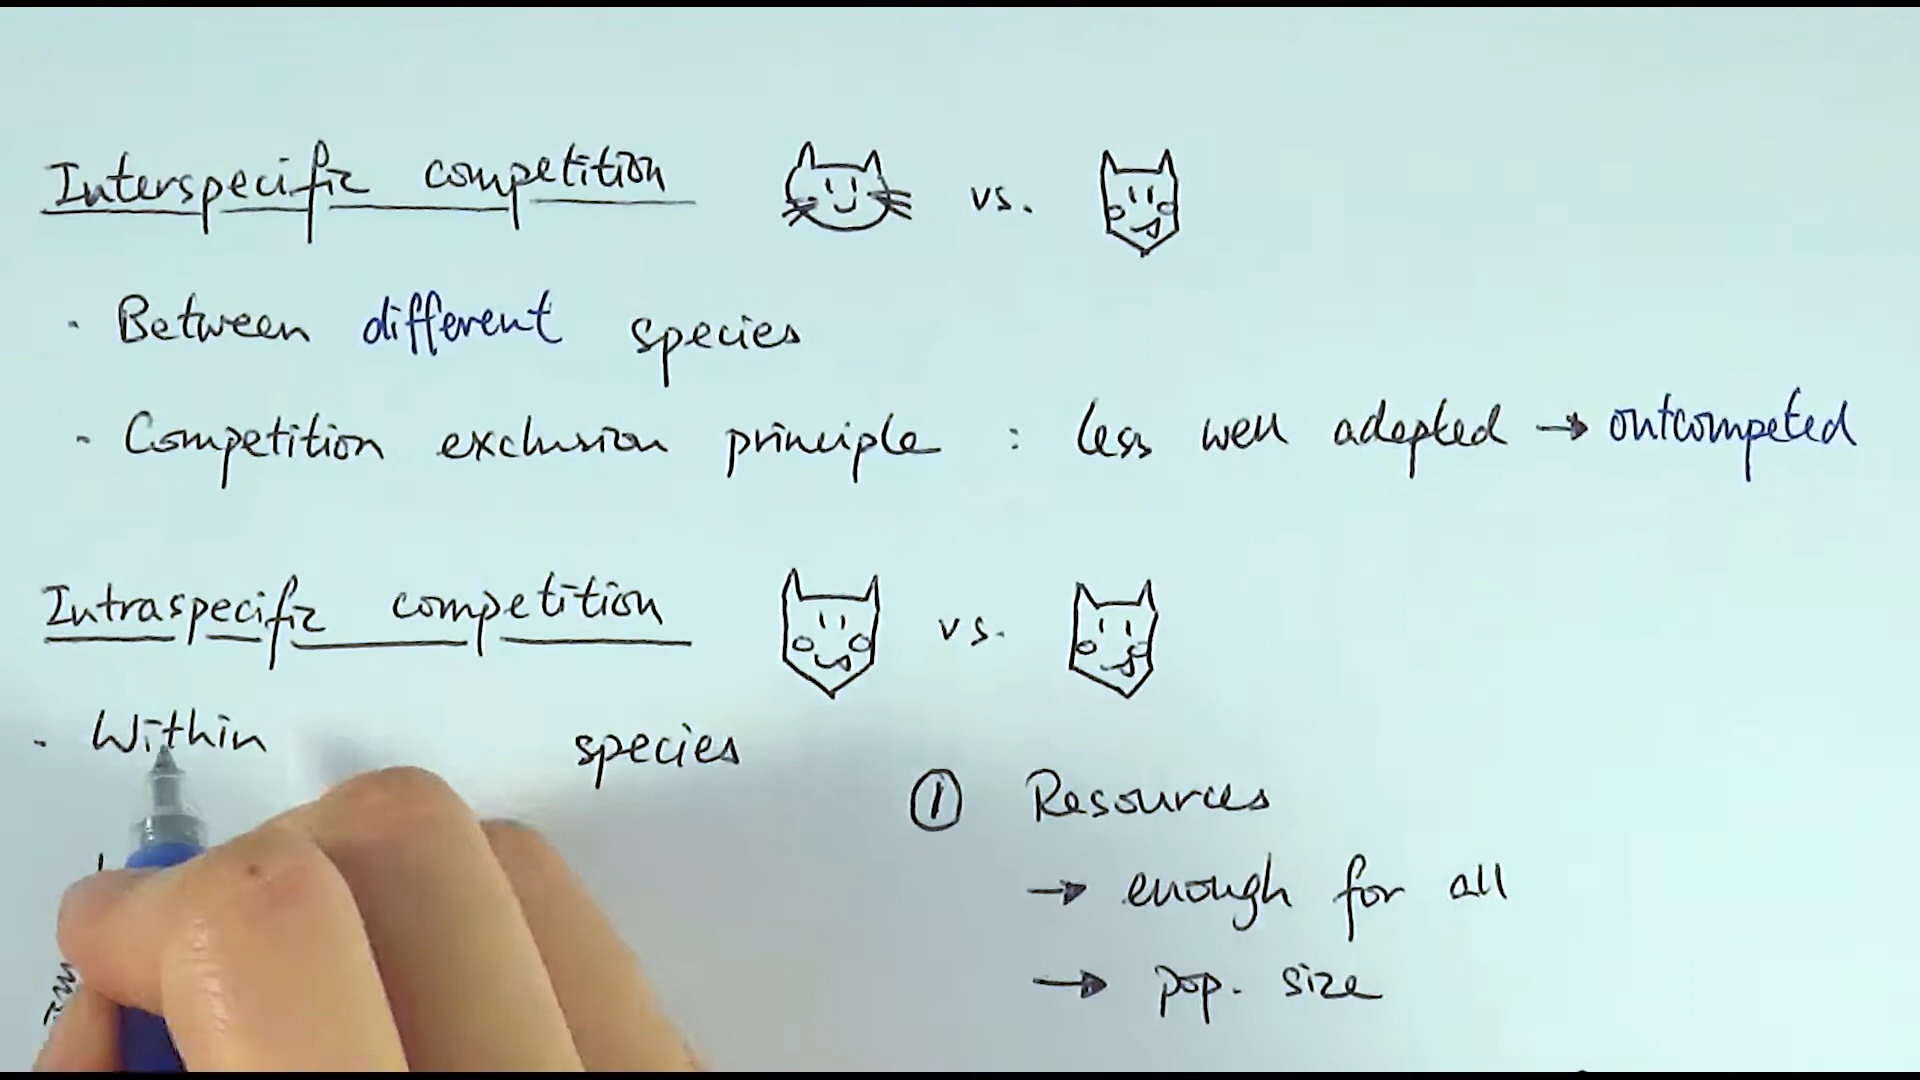 Interspecific competition vs.
· Between different species
- Competition exclusion principle : less well adapted → outcompeted
Intraspecific competition vs.
· Within species
① Resources
→ enough for all
→ pop. size